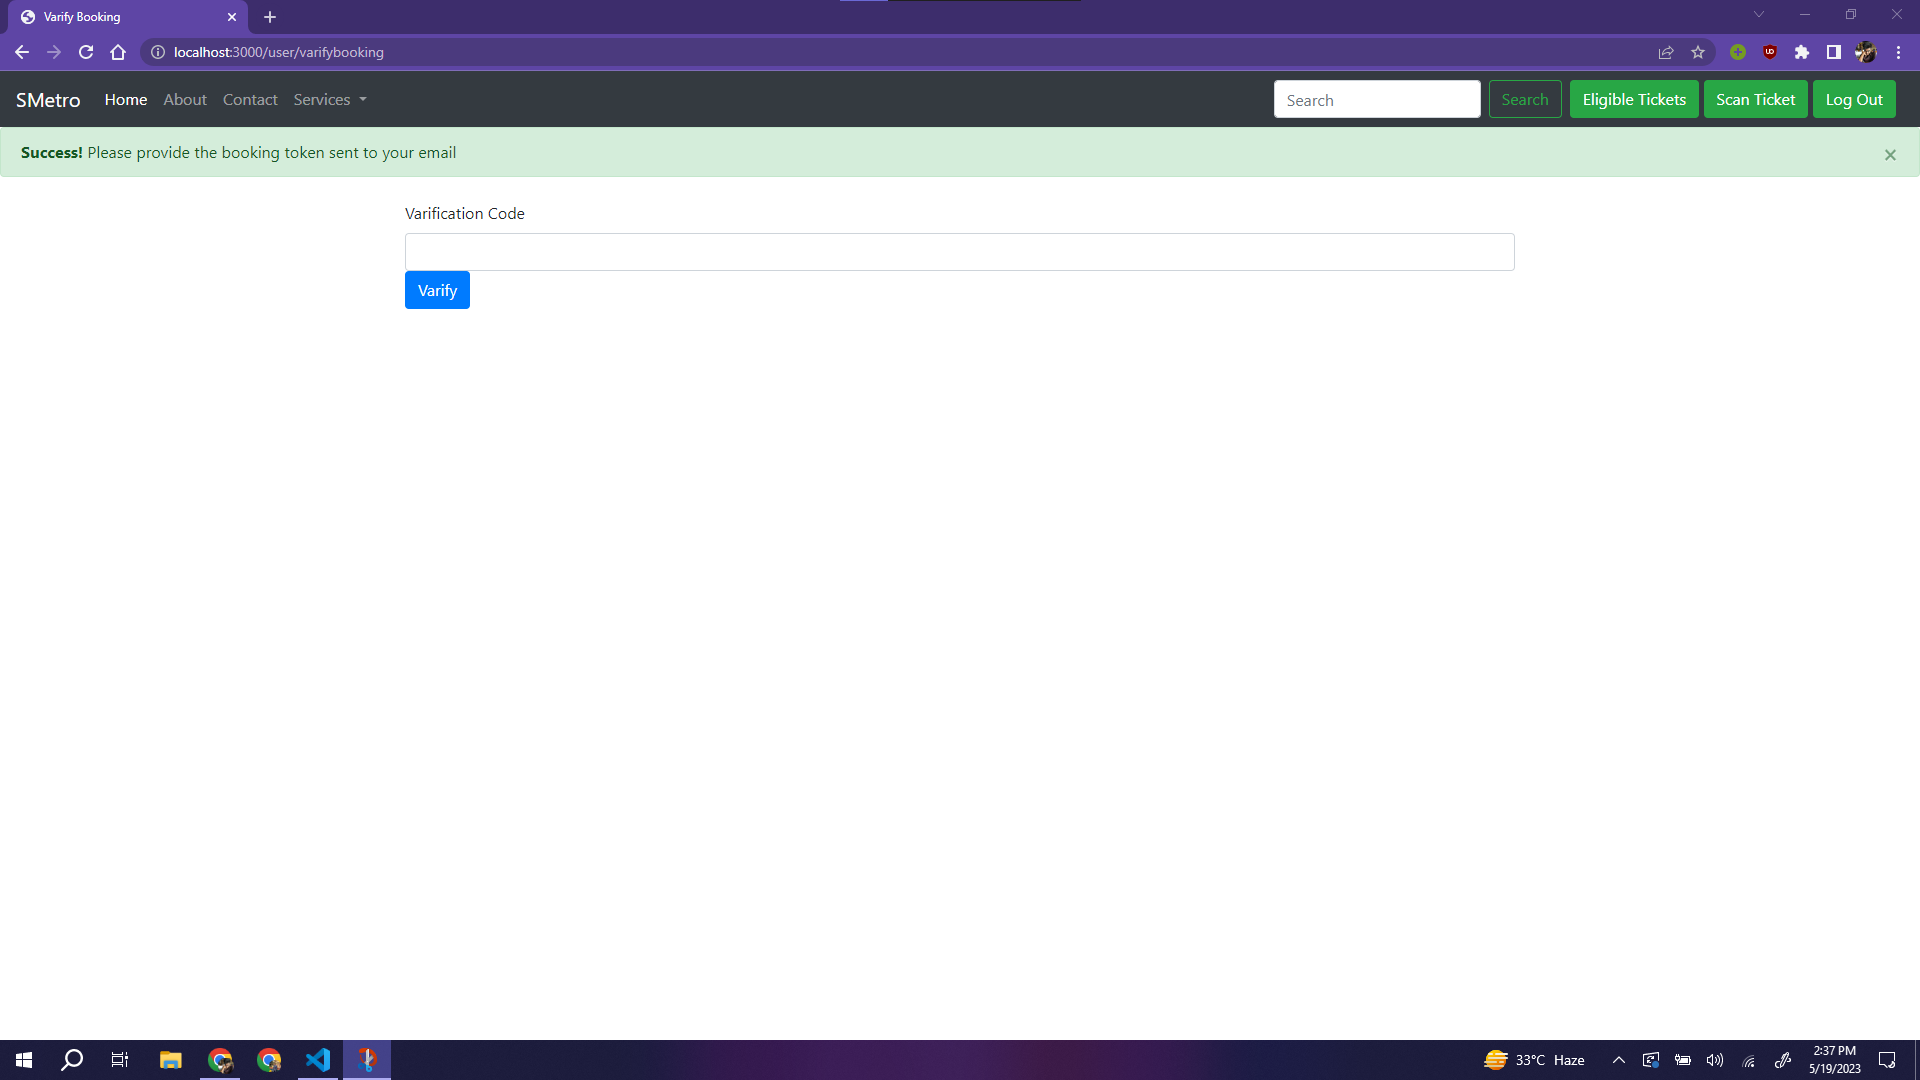 Varify Booking
localhost:3000/user/varifybooking
SMetro Home About Contact Services Search Search Eligible Tickets Scan Ticket Log Out
Success! Please provide the booking token sent to your email ×
Varification Code
Varify
33°C Haze 2:37 PM
5/19/2023